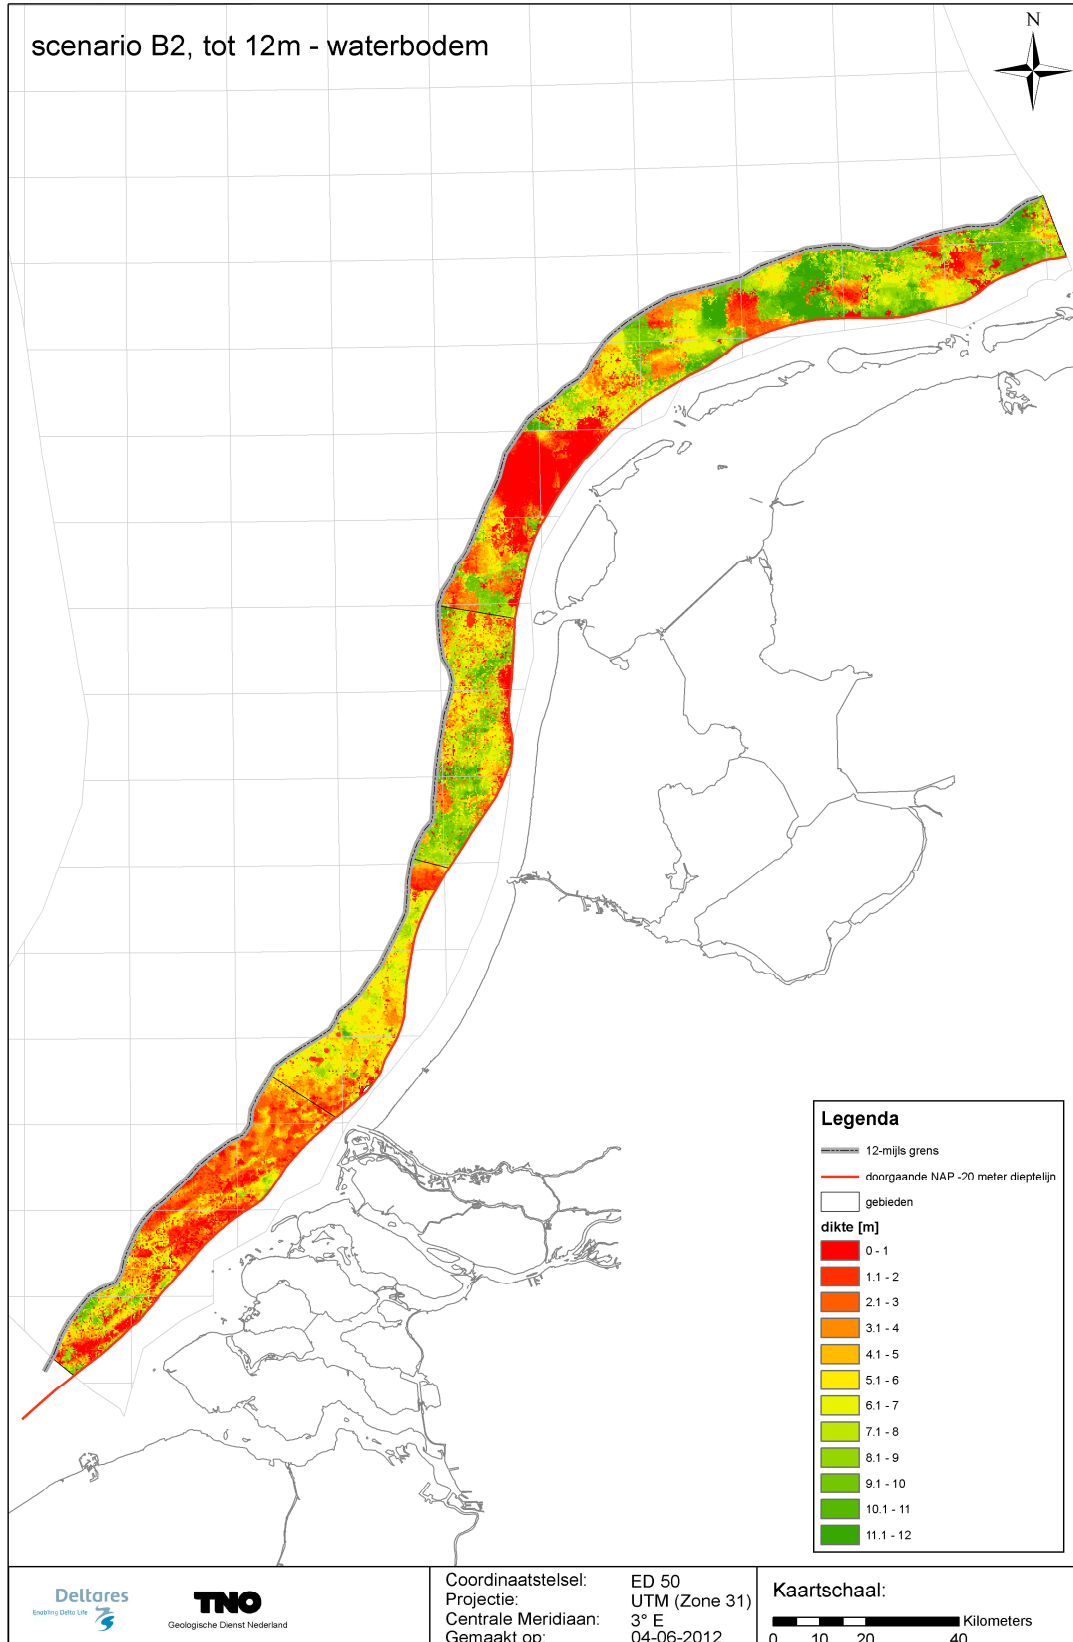 scenario B2, tot 12m - waterbodem
N
Legenda
12-mijls grens
doorgaande NAP -20 meter dieptelijn
gebieden
dikte [m]
0 - 1
1.1 - 2
2.1 - 3
3.1 - 4
4.1 - 5
5.1 - 6
6.1 - 7
7.1 - 8
8.1 - 9
9.1 - 10
10.1 - 11
11.1 - 12
Deltares
Enabling Delta Life
TNO
Geologische Dienst Nederland
Coordinaatstelsel: ED 50
Projectie: UTM (Zone 31)
Centrale Meridiaan: 3° E
Gemaakt op: 04-06-2012
Kaartschaal:
Kilometers
0 10 20 40